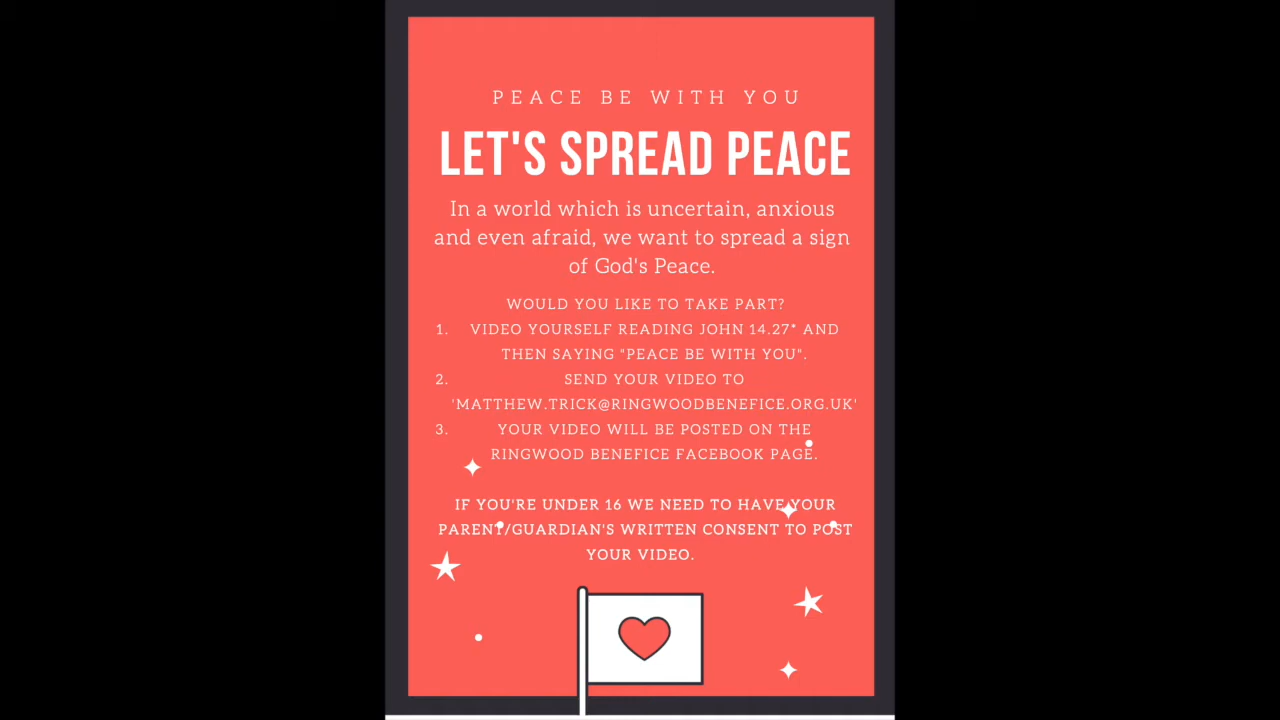 PEACE BE WITH YOU
LET'S SPREAD PEACE
In a world which is uncertain, anxious
and even afraid, we want to spread a sign
of God's Peace.
WOULD YOU LIKE TO TAKE PART?
1. VIDEO YOURSELF READING JOHN 14.27* AND
THEN SAYING "PEACE BE WITH YOU".
2. SEND YOUR VIDEO TO
'MATTHEW.TRICK@RINGWOODBENEFICE.ORG.UK'
3. YOUR VIDEO WILL BE POSTED ON THE
RINGWOOD BENEFICE FACEBOOK PAGE.
IF YOU'RE UNDER 16 WE NEED TO HAVE YOUR
PARENT/GUARDIAN'S WRITTEN CONSENT TO POST
YOUR VIDEO.